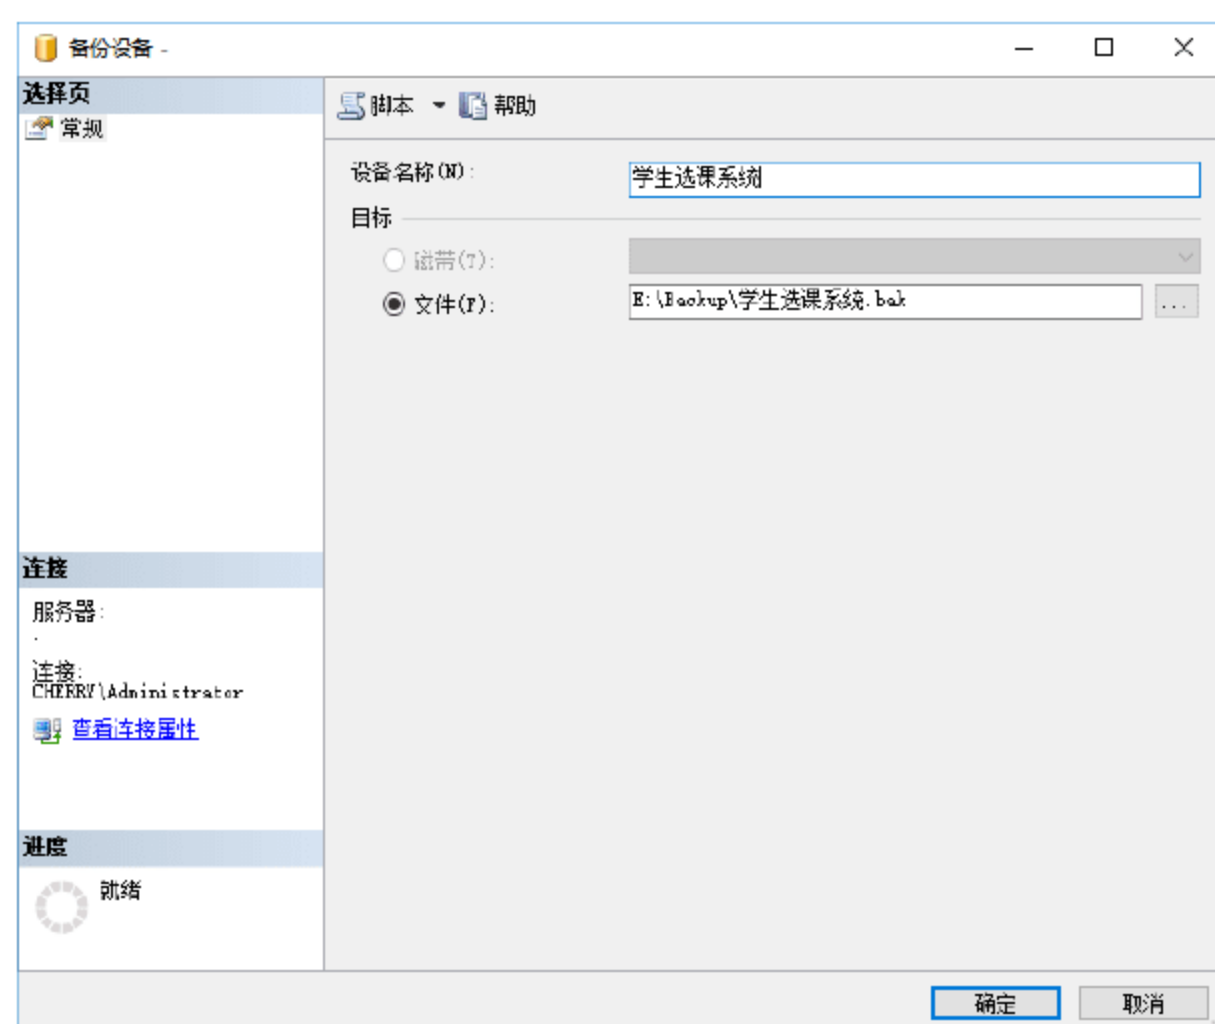 备份设备 -
选择页
常规
脚本
帮助
设备名称(N):
学生选课系统
目标
磁带(T):
文件(F):
E:\Backup\学生选课系统.bak
...
连接
服务器:
.
连接:
CHERRY\Administrator
查看连接属性
进度
就绪
确定
取消